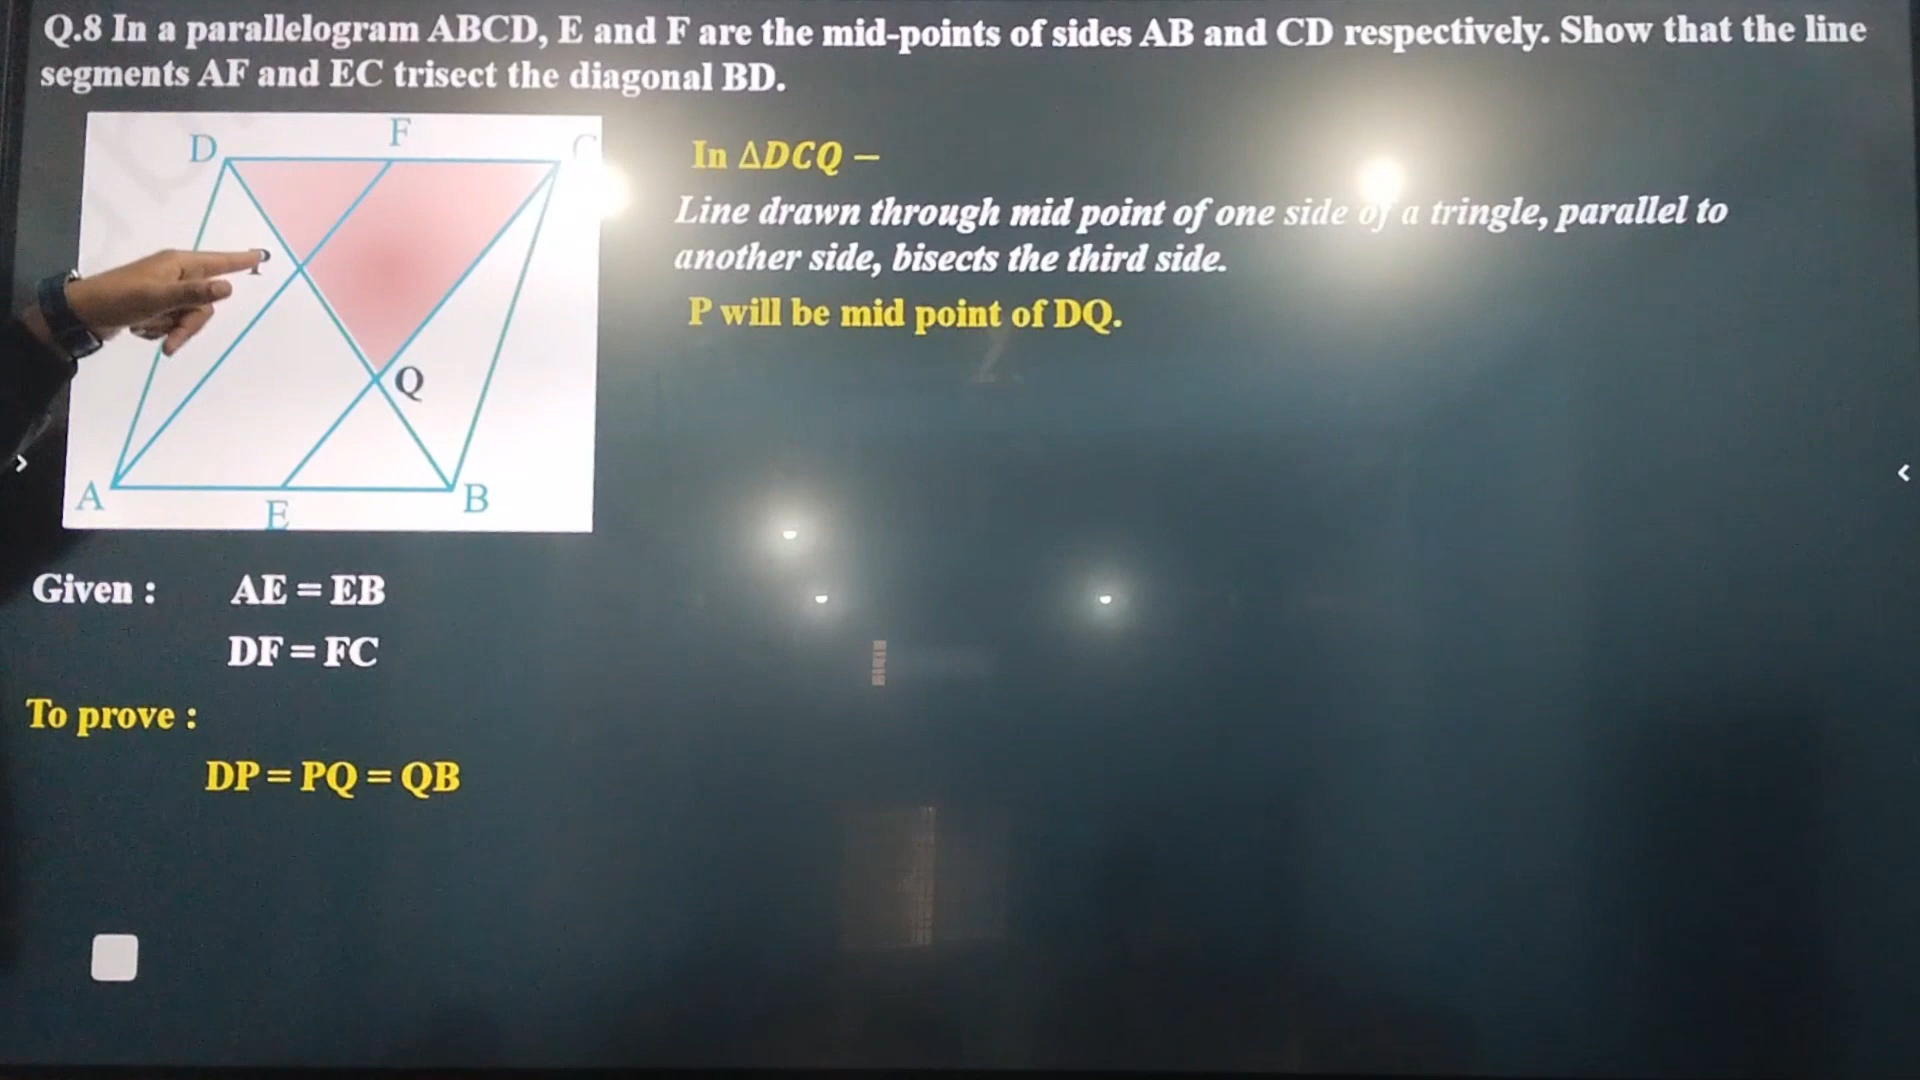 Q.8 In a parallelogram ABCD, E and F are the mid-points of sides AB and CD respectively. Show that the line
segments AF and EC trisect the diagonal BD.
D
F
C
P
Q
A
E
B
In ΔDCQ –
Line drawn through mid point of one side of a tringle, parallel to
another side, bisects the third side.
P will be mid point of DQ.
Given : AE = EB
DF = FC
To prove :
DP = PQ = QB